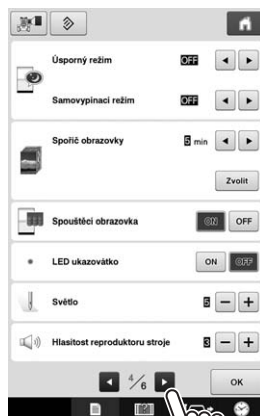 Úsporný režim OFF
Samovypinací režim OFF
Spořič obrazovky 5 min
Zvolit
Spouštěcí obrazovka ON OFF
LED ukazovátko ON OFF
Světlo 5 − +
Hlasitost reproduktoru stroje 3 − +
4/6 OK